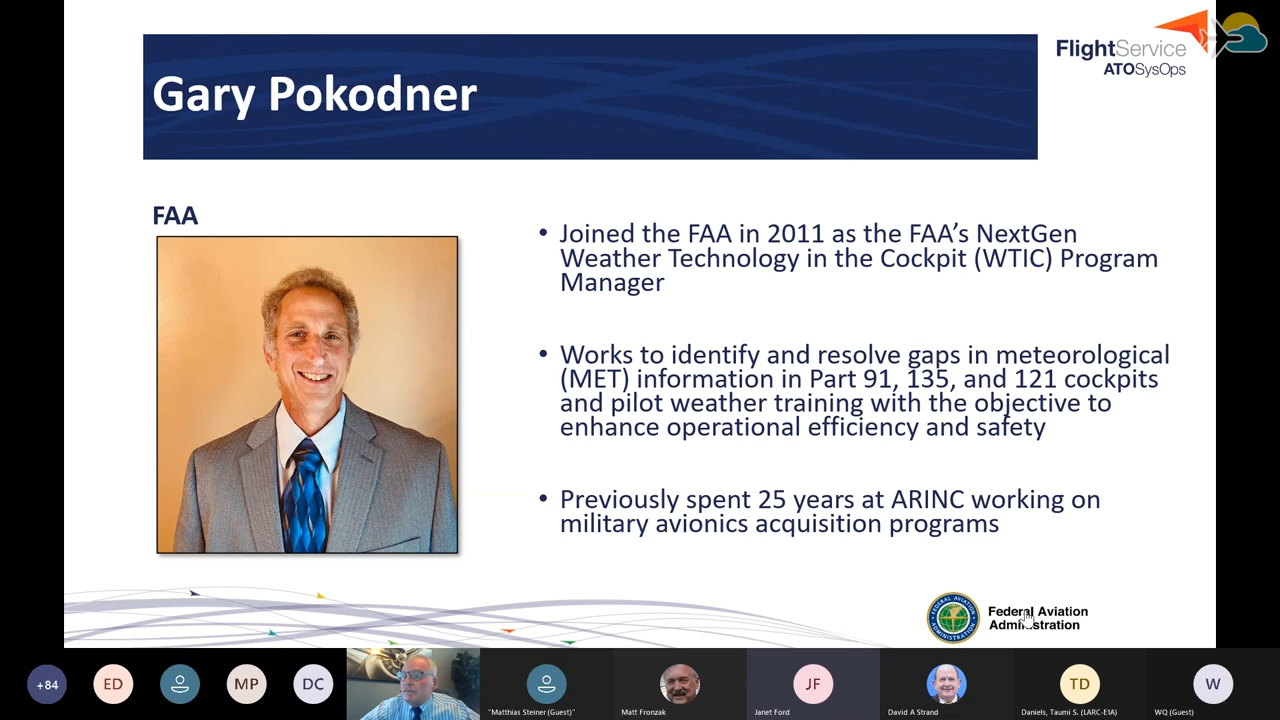 Gary Pokodner
FlightService
ATOSysOps
FAA
• Joined the FAA in 2011 as the FAA's NextGen
Weather Technology in the Cockpit (WTIC) Program
Manager
• Works to identify and resolve gaps in meteorological
(MET) information in Part 91, 135, and 121 cockpits
and pilot weather training with the objective to
enhance operational efficiency and safety
• Previously spent 25 years at ARINC working on
military avionics acquisition programs
FEDERAL AVIATION
ADMINISTRATION
Federal Aviation
Administration
+84
ED
MP
DC
"Matthias Steiner (Guest)"
Matt Fronzak
JF
Janet Ford
David A Strand
TD
Daniels, Taumi S. (LARC-E1A)
W
WQ (Guest)